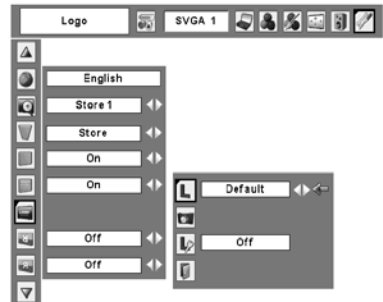 Logo
SVGA 1
English
Store 1
Store
On
On
Default
Off
Off
Off